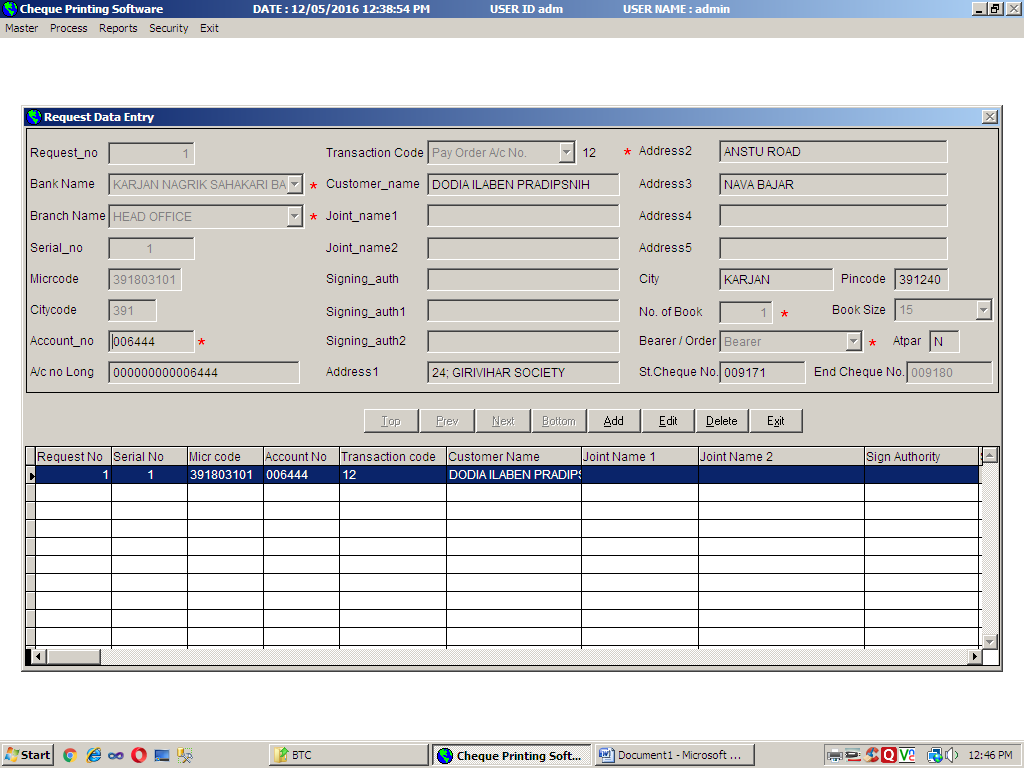 Cheque Printing Software DATE : 12/05/2016 12:38:54 PM USER ID adm USER NAME : admin
Master Process Reports Security Exit
Request Data Entry
Request_no 1 Transaction Code Pay Order A/c No. 12 * Address2 ANSTU ROAD
Bank Name KARJAN NAGRIK SAHAKARI BA * Customer_name DODIA ILABEN PRADIPSNIH Address3 NAVA BAJAR
Branch Name HEAD OFFICE * Joint_name1 Address4
Serial_no 1 Joint_name2 Address5
Micrcode 391803101 Signing_auth City KARJAN Pincode 391240
Citycode 391 Signing_auth1 No. of Book 1 * Book Size 15
Account_no 006444 * Signing_auth2 Bearer / Order Bearer * Atpar N
A/c no Long 000000000006444 Address1 24; GIRIVIHAR SOCIETY St.Cheque No. 009171 End Cheque No. 009180
Top Prev Next Bottom Add Edit Delete Exit
Request No Serial No Micr code Account No Transaction code Customer Name Joint Name 1 Joint Name 2 Sign Authority
1 1 391803101 006444 12 DODIA ILABEN PRADIPS
Start BTC Cheque Printing Soft... Document1 - Microsoft ... 12:46 PM